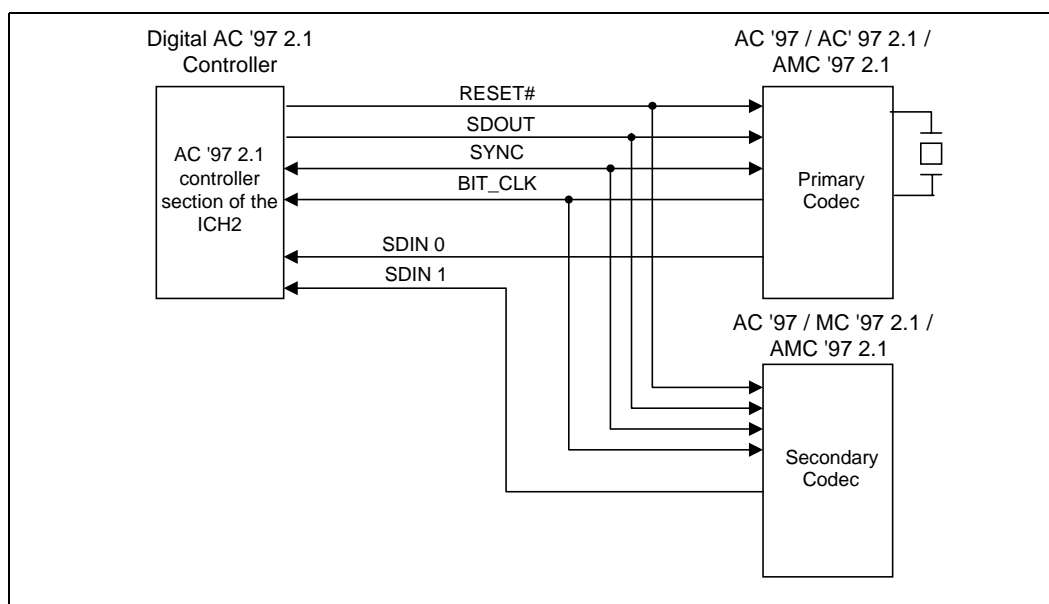 Digital AC '97 2.1
Controller
AC '97 / AC' 97 2.1 /
AMC '97 2.1
RESET#
SDOUT
SYNC
BIT_CLK
SDIN 0
SDIN 1
AC '97 2.1
controller
section of the
ICH2
Primary
Codec
AC '97 / MC '97 2.1 /
AMC '97 2.1
Secondary
Codec